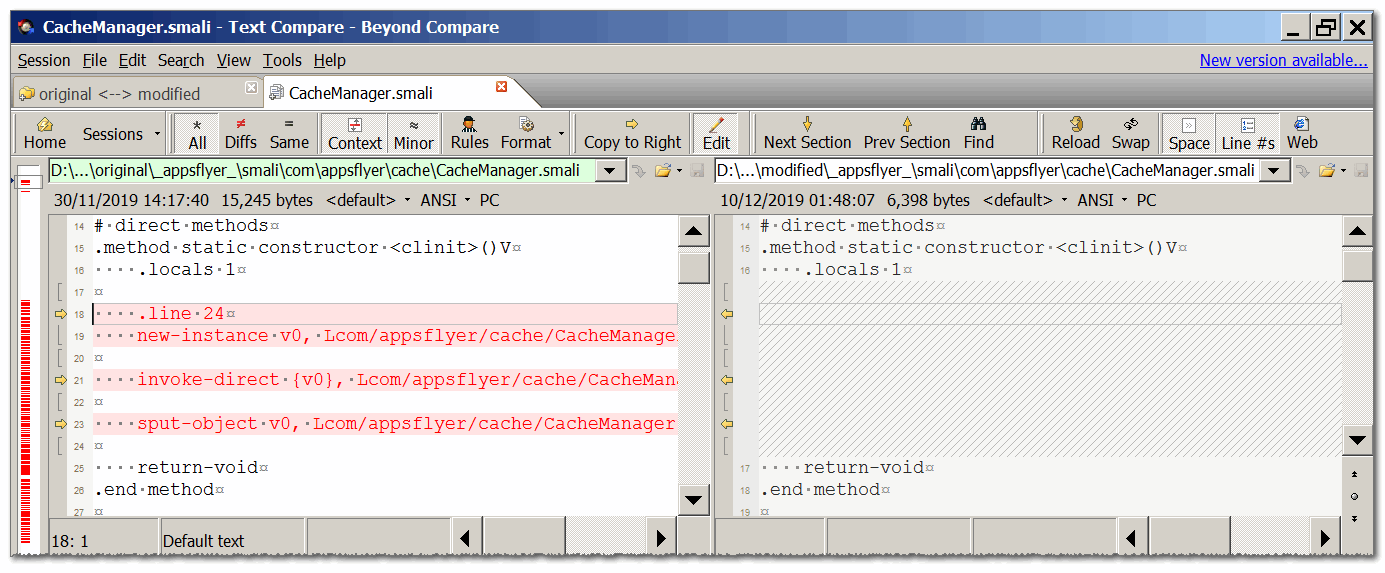 CacheManager.smali - Text Compare - Beyond Compare
Session File Edit Search View Tools Help New version available...
original <--> modified CacheManager.smali
* ≠ = ≈
Home Sessions All Diffs Same Context Minor Rules Format Copy to Right Edit Next Section Prev Section Find Reload Swap Space Line #s Web
D:\...\original\_appsflyer_\smali\com\appsflyer\cache\CacheManager.smali
30/11/2019 14:17:40 15,245 bytes <default> ANSI PC
14 #·direct·methods¤
15 .method·static·constructor·<clinit>()V¤
16 ····.locals·1¤
17 ¤
18 ····.line·24¤
19 ····new-instance·v0,·Lcom/appsflyer/cache/CacheManage
20 ¤
21 ····invoke-direct·{v0},·Lcom/appsflyer/cache/CacheMan
22 ¤
23 ····sput-object·v0,·Lcom/appsflyer/cache/CacheManager
24 ¤
25 ····return-void¤
26 .end·method¤
27 ¤
18: 1 Default text
D:\...\modified\_appsflyer_\smali\com\appsflyer\cache\CacheManager.smali
10/12/2019 01:48:07 6,398 bytes <default> ANSI PC
14 #·direct·methods¤
15 .method·static·constructor·<clinit>()V¤
16 ····.locals·1¤
17 ····return-void¤
18 .end·method¤
19 ¤